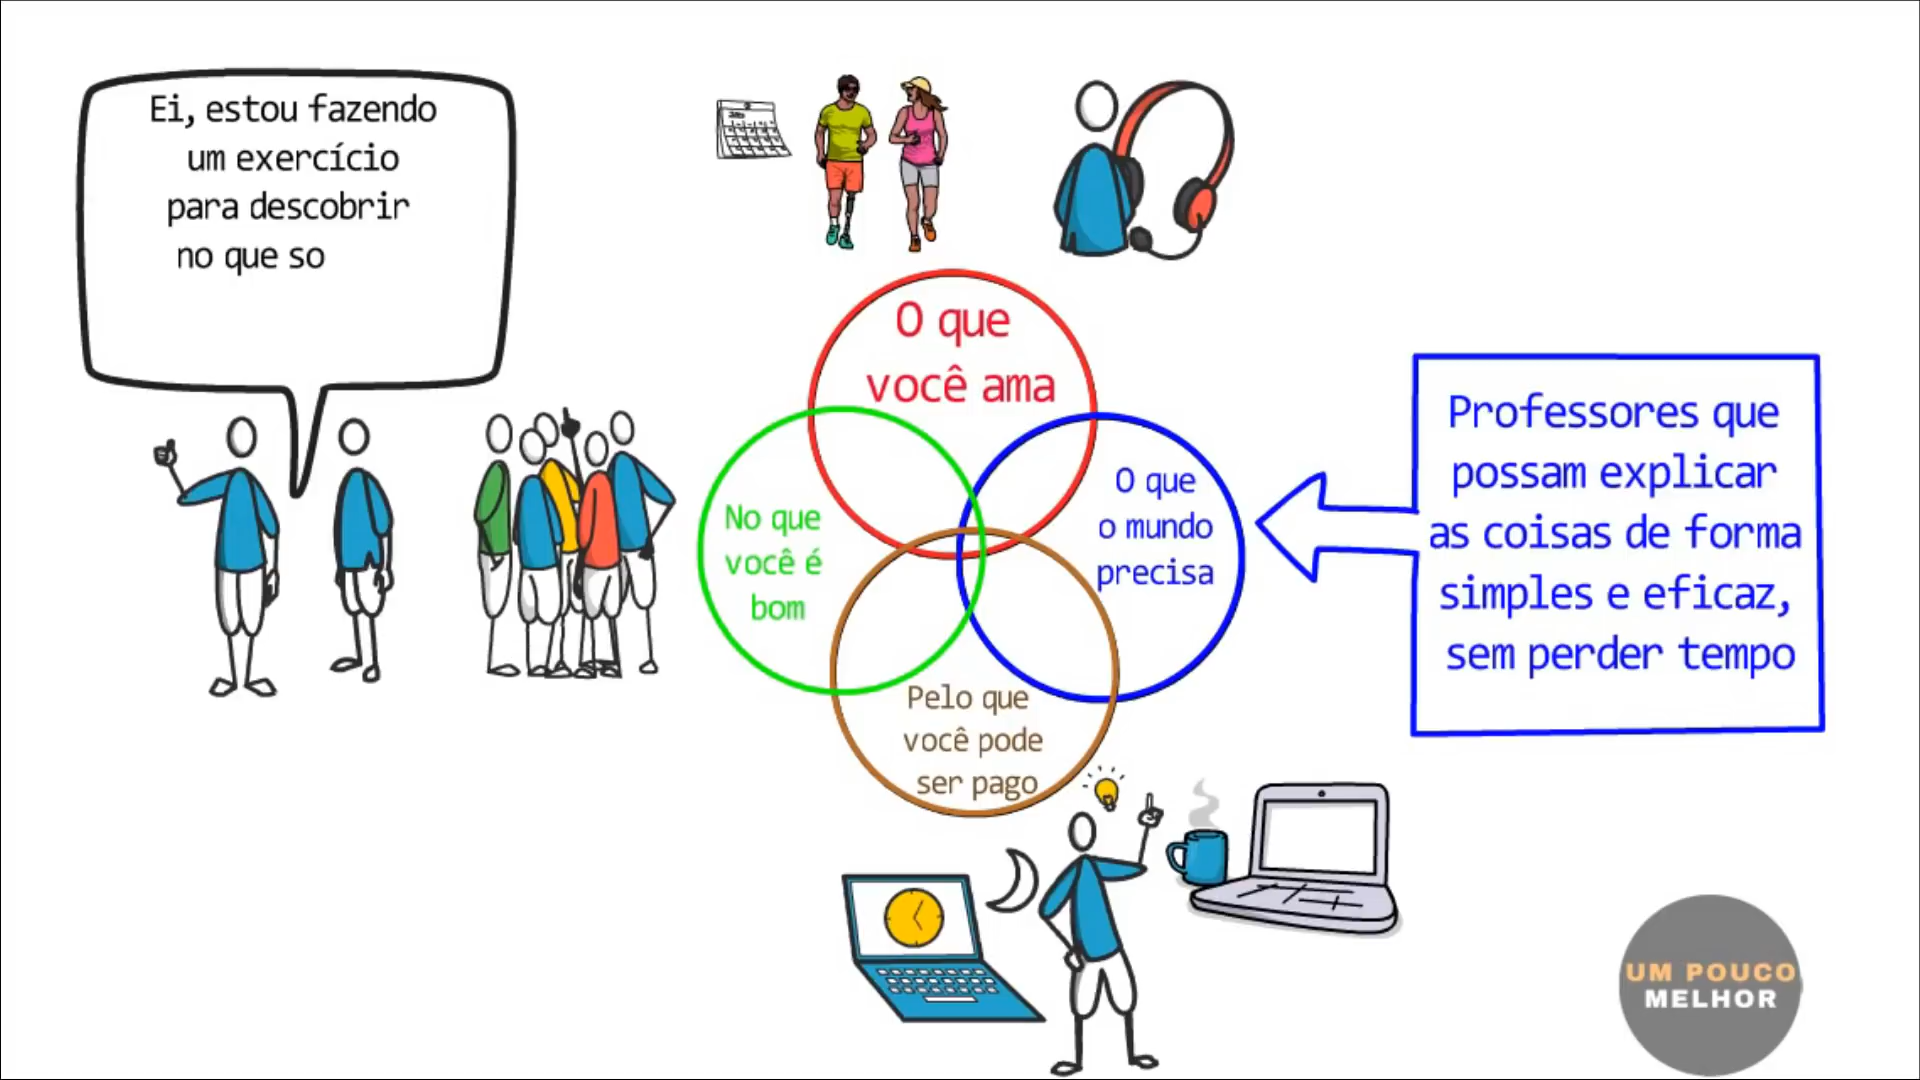 Ei, estou fazendo
um exercício
para descobrir
no que so
O que
você ama
No que
você é
bom
O que
o mundo
precisa
Pelo que
você pode
ser pago
Professores que
possam explicar
as coisas de forma
simples e eficaz,
sem perder tempo
UM POUCO
MELHOR